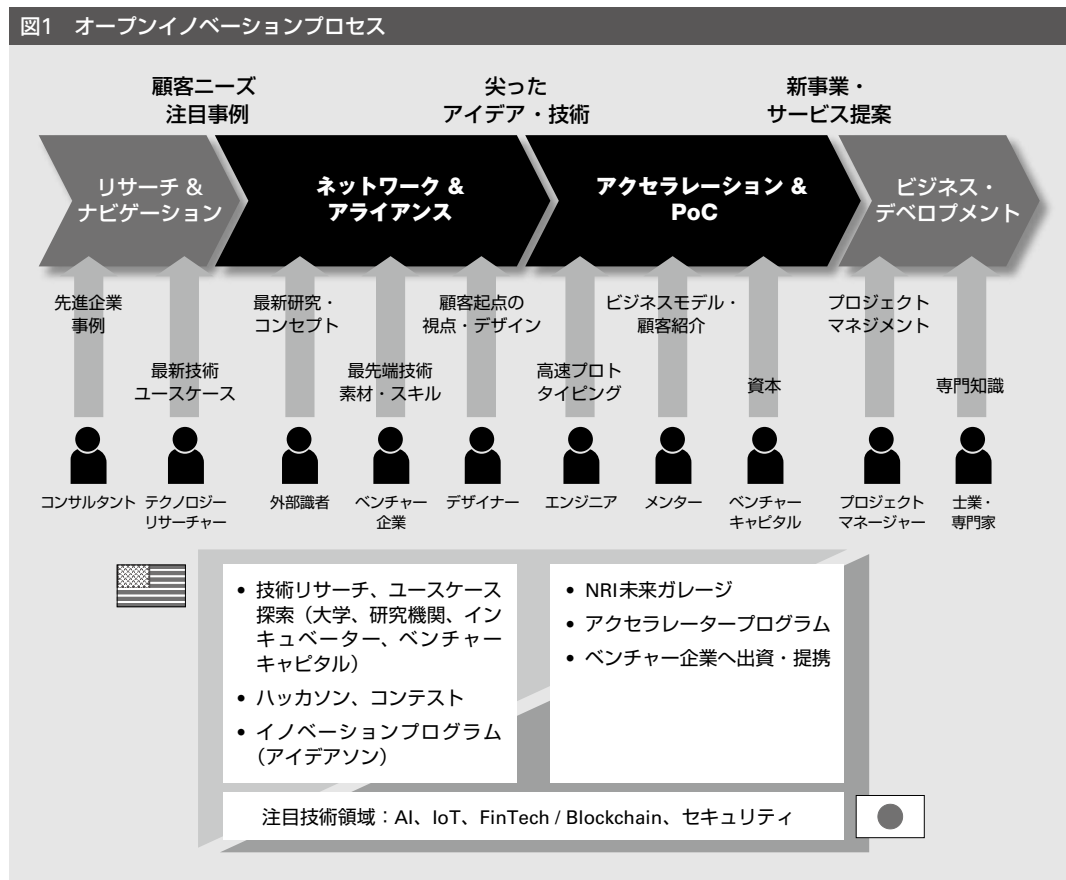 図1 オープンイノベーションプロセス
顧客ニーズ
注目事例
尖った
アイデア・技術
新事業・
サービス提案
リサーチ &
ナビゲーション
ネットワーク &
アライアンス
アクセラレーション &
PoC
ビジネス・
デベロプメント
先進企業
事例
最新技術
ユースケース
最新研究・
コンセプト
最先端技術
素材・スキル
顧客起点の
視点・デザイン
高速プロト
タイピング
ビジネスモデル・
顧客紹介
資本
プロジェクト
マネジメント
専門知識
コンサルタント
テクノロジー
リサーチャー
外部識者
ベンチャー
企業
デザイナー
エンジニア
メンター
ベンチャー
キャピタル
プロジェクト
マネージャー
士業・
専門家
• 技術リサーチ、ユースケース
探索(大学、研究機関、イン
キュベーター、ベンチャー
キャピタル)
• ハッカソン、コンテスト
• イノベーションプログラム
(アイデアソン)
• NRI未来ガレージ
• アクセラレータープログラム
• ベンチャー企業へ出資・提携
注目技術領域：AI、IoT、FinTech / Blockchain、セキュリティ